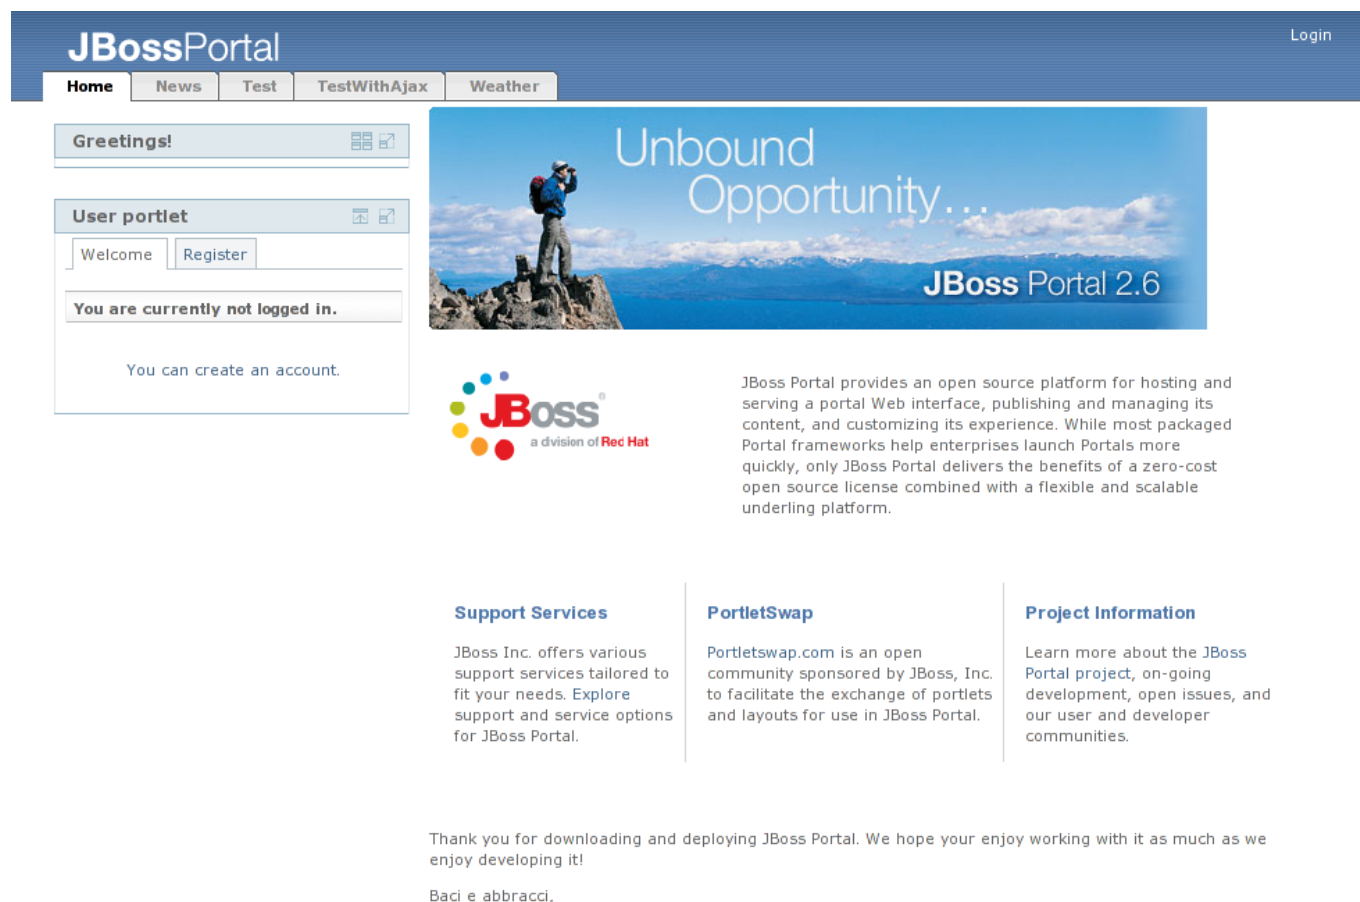 JBossPortal
Login
Home
News
Test
TestWithAjax
Weather
Greetings!
User portlet
Welcome
Register
You are currently not logged in.
You can create an account.
Unbound
Opportunity...
JBoss Portal 2.6
JBoss®
a division of Red Hat
JBoss Portal provides an open source platform for hosting and
serving a portal Web interface, publishing and managing its
content, and customizing its experience. While most packaged
Portal frameworks help enterprises launch Portals more
quickly, only JBoss Portal delivers the benefits of a zero-cost
open source license combined with a flexible and scalable
underling platform.
Support Services
JBoss Inc. offers various
support services tailored to
fit your needs. Explore
support and service options
for JBoss Portal.
PortletSwap
Portletswap.com is an open
community sponsored by JBoss, Inc.
to facilitate the exchange of portlets
and layouts for use in JBoss Portal.
Project Information
Learn more about the JBoss
Portal project, on-going
development, open issues, and
our user and developer
communities.
Thank you for downloading and deploying JBoss Portal. We hope your enjoy working with it as much as we
enjoy developing it!
Baci e abbracci,